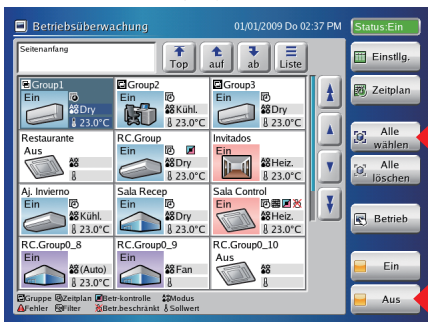 Betriebsüberwachung 01/01/2009 Do 02:37 PM Status:Ein
Seitenanfang
Top auf ab Liste
Einstllg.
Zeitplan
Alle wählen
Alle löschen
Betrieb
Ein
Aus
Group1 Group2 Group3
Ein Ein Ein
Dry Kühl. Dry
23.0°C 23.0°C 23.0°C
Restaurante RC.Group Invitados
Aus Ein Ein
Dry Heiz.
23.0°C 23.0°C
Aj. Invierno Sala Recep Sala Control
Ein Ein Ein
Kühl. Dry Heiz.
23.0°C 23.0°C 23.0°C
RC.Group0_8 RC.Group0_9 RC.Group0_10
Ein Ein Aus
(Auto) Fan
23.0°C
Gruppe Zeitplan Betr-kontrolle Modus
Fehler Filter Betr.beschränkt Sollwert